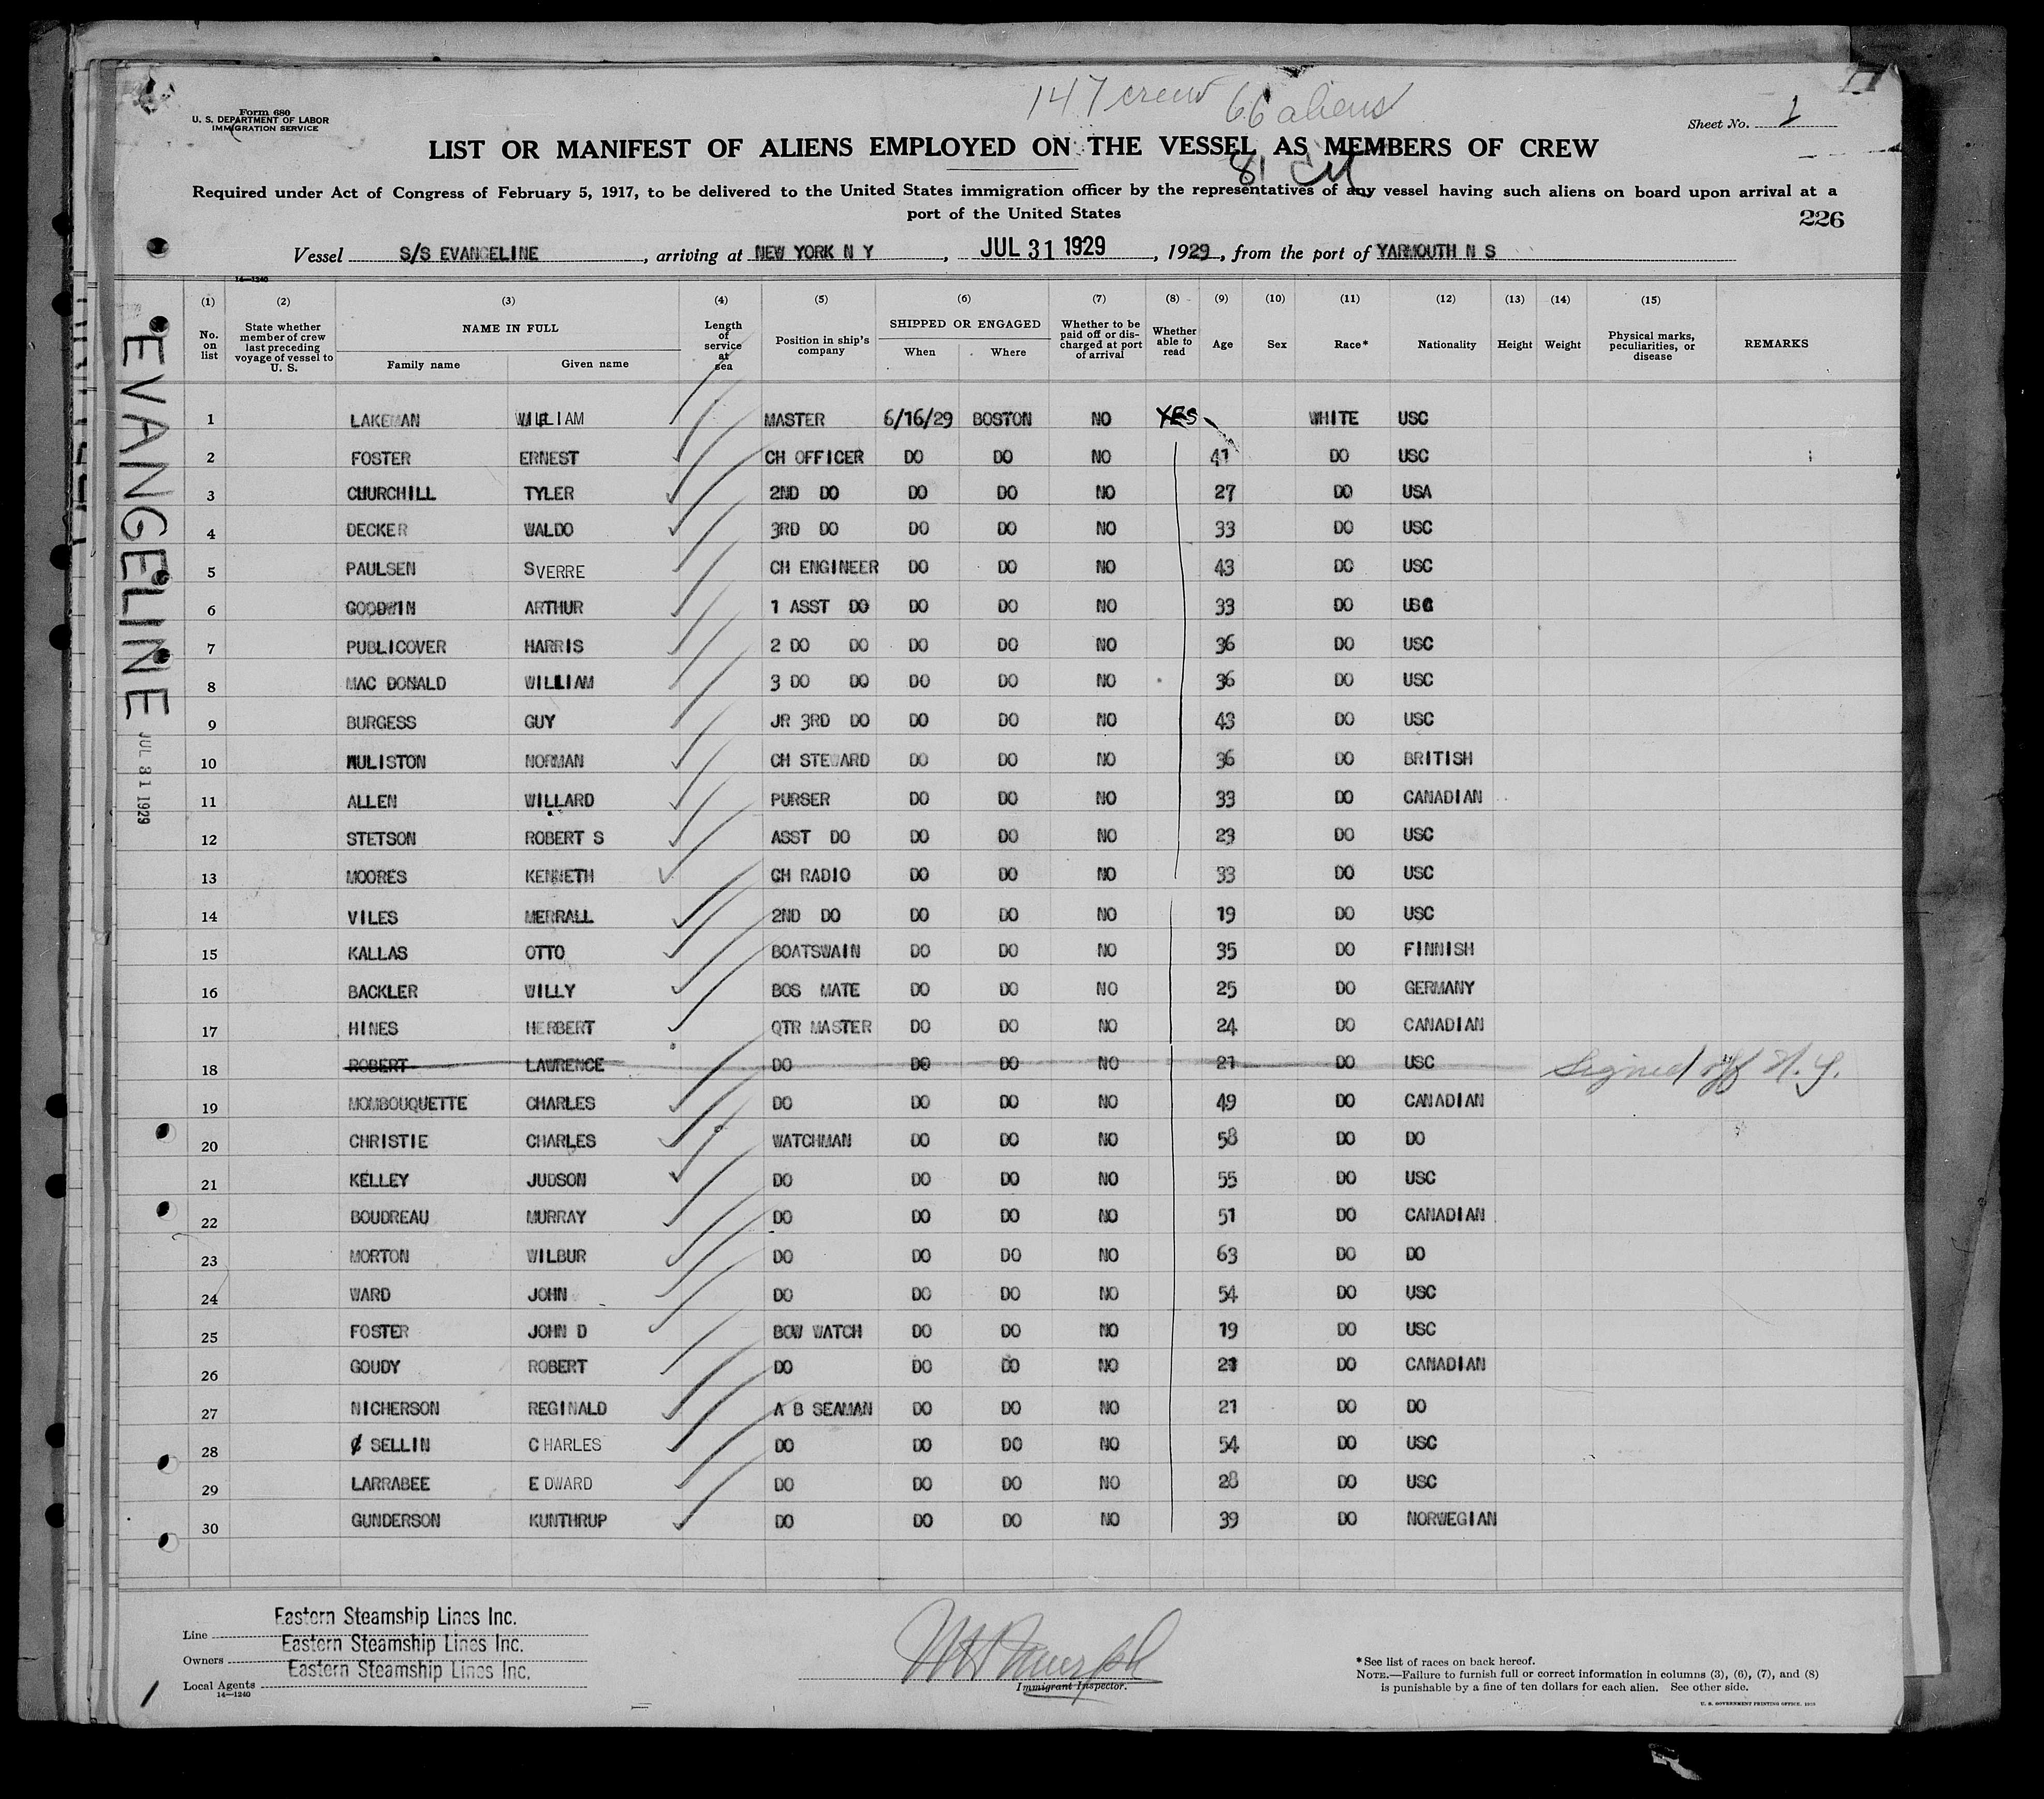 147 crew 66 aliens
Form 680
U. S. DEPARTMENT OF LABOR
IMMIGRATION SERVICE
Sheet No. 1
LIST OR MANIFEST OF ALIENS EMPLOYED ON THE VESSEL AS MEMBERS OF CREW
81
Required under Act of Congress of February 5, 1917, to be delivered to the United States immigration officer by the representatives of any vessel having such aliens on board upon arrival at a
port of the United States
226
Vessel S/S EVANGELINE, arriving at NEW YORK N Y, JUL 31 1929, 1929, from the port of YARMOUTH N S
14—1240
(1) (2) (3) (4) (5) (6) (7) (8) (9) (10) (11) (12) (13) (14) (15)
No. on list State whether member of crew last preceding voyage of vessel to U. S. NAME IN FULL Family name Given name Length of service at sea Position in ship's company SHIPPED OR ENGAGED When Where Whether to be paid off or discharged at port of arrival Whether able to read Age Sex Race* Nationality Height Weight Physical marks, peculiarities, or disease REMARKS
1 LAKEMAN WILLIAM MASTER 6/16/29 BOSTON NO YES WHITE USC
2 FOSTER ERNEST CH OFFICER DO DO NO 41 DO USC
3 CHURCHILL TYLER 2ND DO DO DO NO 27 DO USA
4 DECKER WALDO 3RD DO DO DO NO 33 DO USC
5 PAULSEN SVERRE CH ENGINEER DO DO NO 43 DO USC
6 GOODWIN ARTHUR 1 ASST DO DO DO NO 33 DO USC
7 PUBLICOVER HARRIS 2 DO DO DO DO NO 36 DO USC
8 MAC DONALD WILLIAM 3 DO DO DO DO NO 36 DO USC
9 BURGESS GUY JR 3RD DO DO DO NO 43 DO USC
10 MULISTON NORMAN CH STEWARD DO DO NO 36 DO BRITISH
11 ALLEN WILLARD PURSER DO DO NO 33 DO CANADIAN
12 STETSON ROBERT S ASST DO DO DO NO 23 DO USC
13 MOORES KENNETH CH RADIO DO DO NO 33 DO USC
14 VILES MERRALL 2ND DO DO DO NO 19 DO USC
15 KALLAS OTTO BOATSWAIN DO DO NO 35 DO FINNISH
16 BACKLER WILLY BOS MATE DO DO NO 25 DO GERMANY
17 HINES HERBERT QTR MASTER DO DO NO 24 DO CANADIAN
18 ROBERT LAWRENCE DO DO DO NO 21 DO USC Signed off N. Y.
19 MOMBOUQUETTE CHARLES DO DO DO NO 49 DO CANADIAN
20 CHRISTIE CHARLES WATCHMAN DO DO NO 58 DO DO
21 KELLEY JUDSON DO DO DO NO 55 DO USC
22 BOUDREAU MURRAY DO DO DO NO 51 DO CANADIAN
23 MORTON WILBUR DO DO DO NO 63 DO DO
24 WARD JOHN DO DO DO NO 54 DO USC
25 FOSTER JOHN D BOW WATCH DO DO NO 19 DO USC
26 GOUDY ROBERT DO DO DO NO 21 DO CANADIAN
27 NICHERSON REGINALD A B SEAMAN DO DO NO 21 DO DO
28 SELLIN CHARLES DO DO DO NO 54 DO USC
29 LARRABEE EDWARD DO DO DO NO 28 DO USC
30 GUNDERSON KUNTHRUP DO DO DO NO 39 DO NORWEGIAN
EVANGELINE
JUL 31 1929
Line Eastern Steamship Lines Inc.
Owners Eastern Steamship Lines Inc.
Local Agents Eastern Steamship Lines Inc.
14—1240
Immigrant Inspector.
*See list of races on back hereof.
NOTE.—Failure to furnish full or correct information in columns (3), (6), (7), and (8)
is punishable by a fine of ten dollars for each alien. See other side.